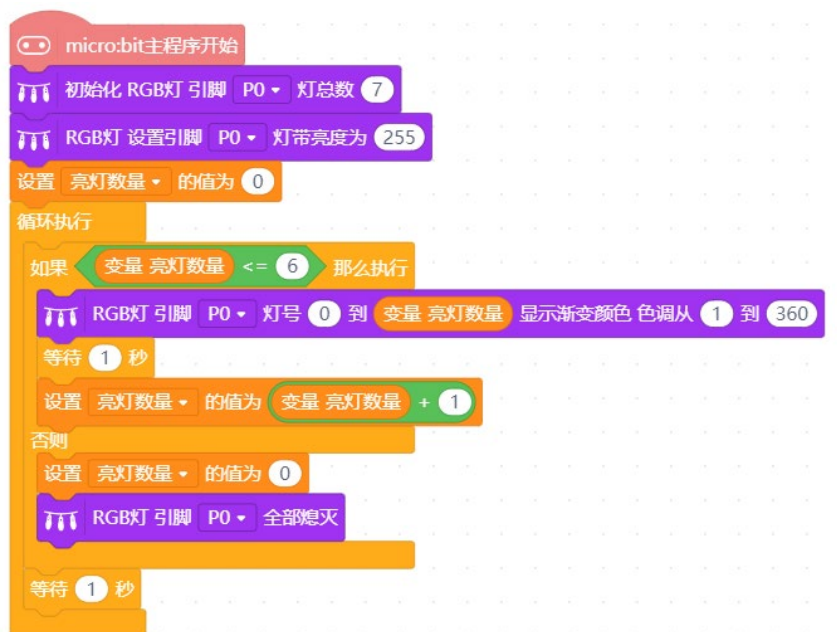 micro:bit主程序开始
初始化 RGB灯 引脚 P0 灯总数 7
RGB灯 设置引脚 P0 灯带亮度为 255
设置 亮灯数量 的值为 0
循环执行
如果 变量 亮灯数量 <= 6 那么执行
RGB灯 引脚 P0 灯号 0 到 变量 亮灯数量 显示渐变颜色 色调从 1 到 360
等待 1 秒
设置 亮灯数量 的值为 变量 亮灯数量 + 1
否则
设置 亮灯数量 的值为 0
RGB灯 引脚 P0 全部熄灭
等待 1 秒